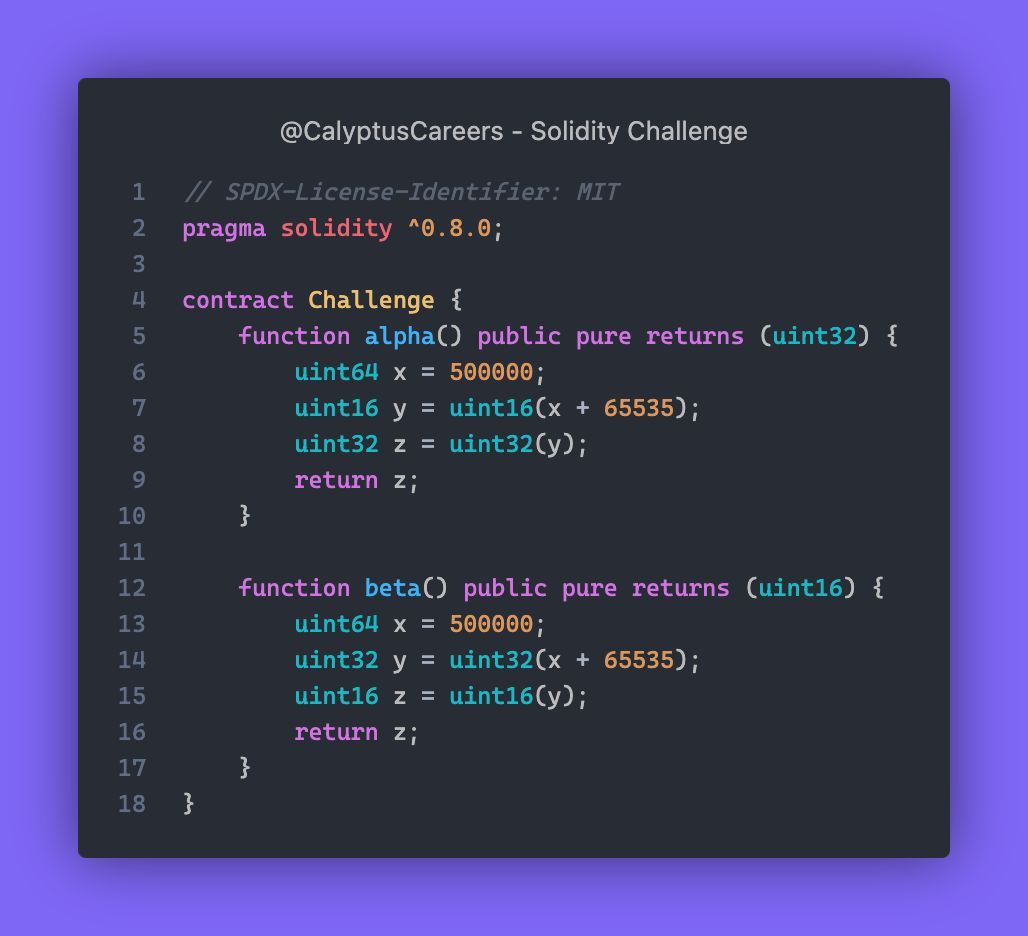 @CalyptusCareers - Solidity Challenge
1 // SPDX-License-Identifier: MIT
2 pragma solidity ^0.8.0;
3
4 contract Challenge {
5     function alpha() public pure returns (uint32) {
6         uint64 x = 500000;
7         uint16 y = uint16(x + 65535);
8         uint32 z = uint32(y);
9         return z;
10     }
11
12     function beta() public pure returns (uint16) {
13         uint64 x = 500000;
14         uint32 y = uint32(x + 65535);
15         uint16 z = uint16(y);
16         return z;
17     }
18 }